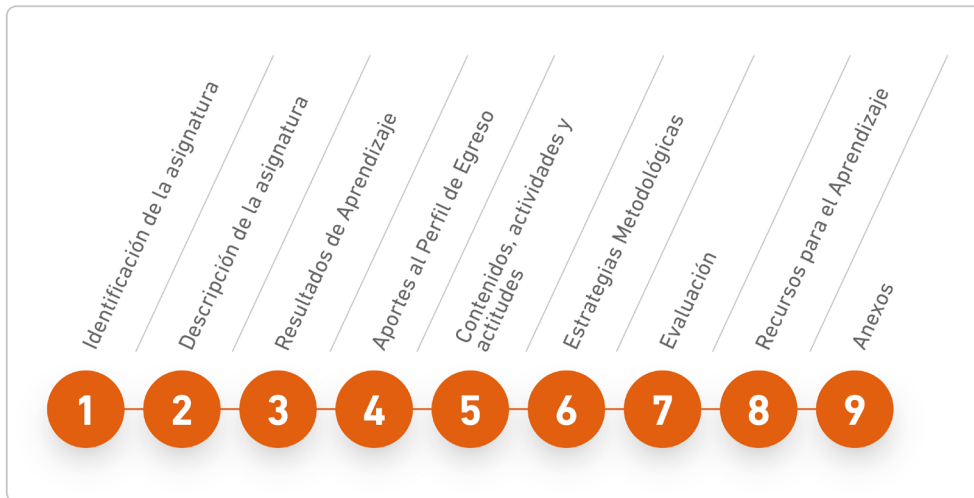 Identificación de la asignatura
Descripción de la asignatura
Resultados de Aprendizaje
Aportes al Perfil de Egreso
Contenidos, actividades y
actitudes
Estrategias Metodológicas
Evaluación
Recursos para el Aprendizaje
Anexos
1
2
3
4
5
6
7
8
9